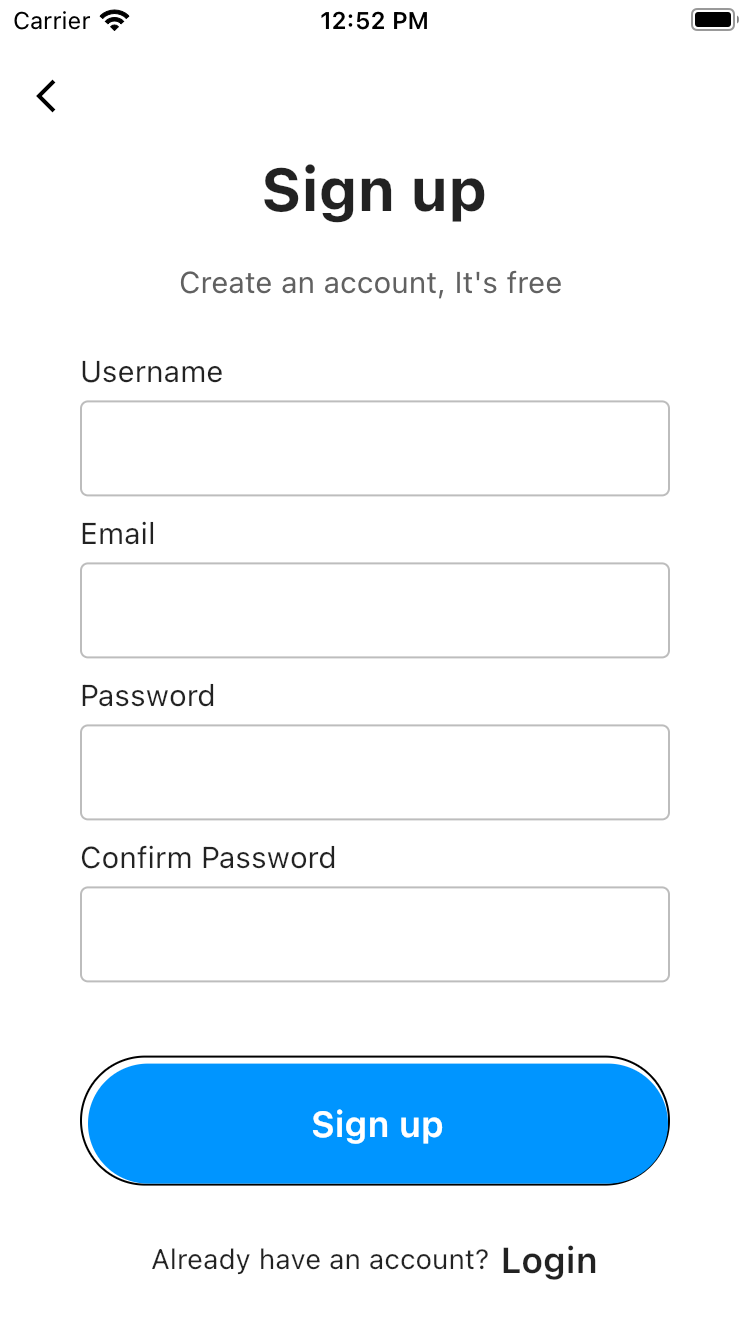 Carrier 12:52 PM
Sign up
Create an account, It's free
Username
Email
Password
Confirm Password
Sign up
Already have an account? Login